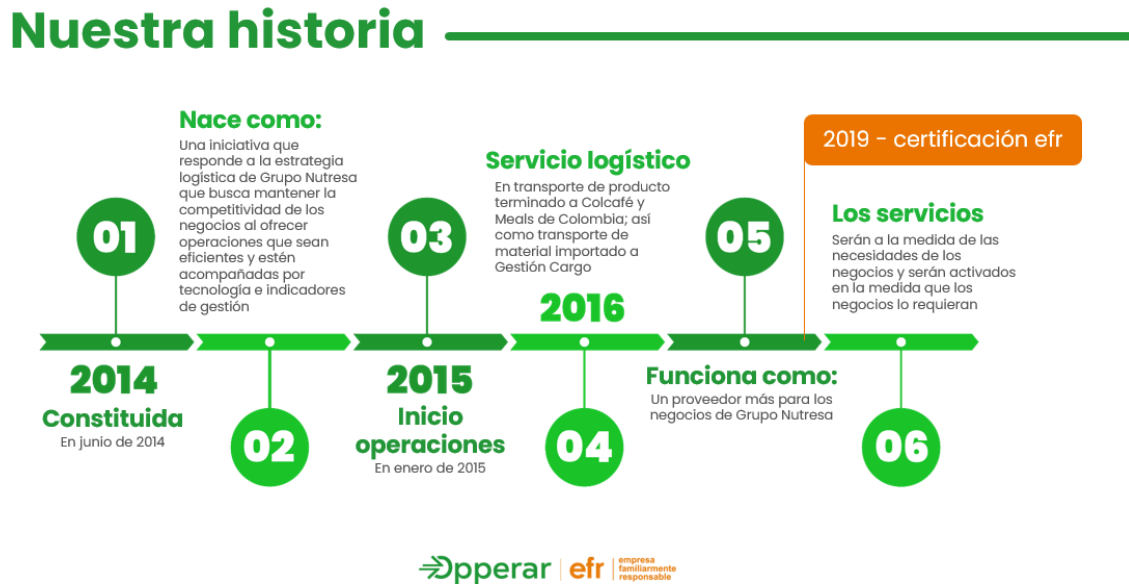 Nuestra historia
01
2014
Constituida
En junio de 2014
Nace como:
Una iniciativa que
responde a la estrategia
logística de Grupo Nutresa
que busca mantener la
competitividad de los
negocios al ofrecer
operaciones que sean
eficientes y estén
acompañadas por
tecnología e indicadores
de gestión
02
03
2015
Inicio
operaciones
En enero de 2015
Servicio logístico
En transporte de producto
terminado a Colcafé y
Meals de Colombia; así
como transporte de
material importado a
Gestión Cargo
2016
04
05
Funciona como:
Un proveedor más para los
negocios de Grupo Nutresa
2019 - certificación efr
Los servicios
Serán a la medida de las
necesidades de los
negocios y serán activados
en la medida que los
negocios lo requieran
06
Opperar
efr
empresa
familiarmente
responsable